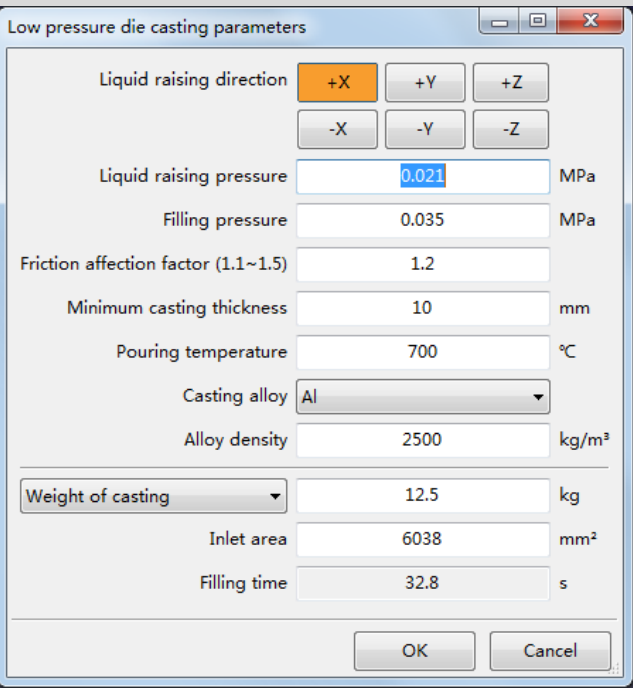 Low pressure die casting parameters
Liquid raising direction +X +Y +Z
-X -Y -Z
Liquid raising pressure 0.021 MPa
Filling pressure 0.035 MPa
Friction affection factor (1.1~1.5) 1.2
Minimum casting thickness 10 mm
Pouring temperature 700 ℃
Casting alloy Al
Alloy density 2500 kg/m³
Weight of casting 12.5 kg
Inlet area 6038 mm²
Filling time 32.8 s
OK Cancel